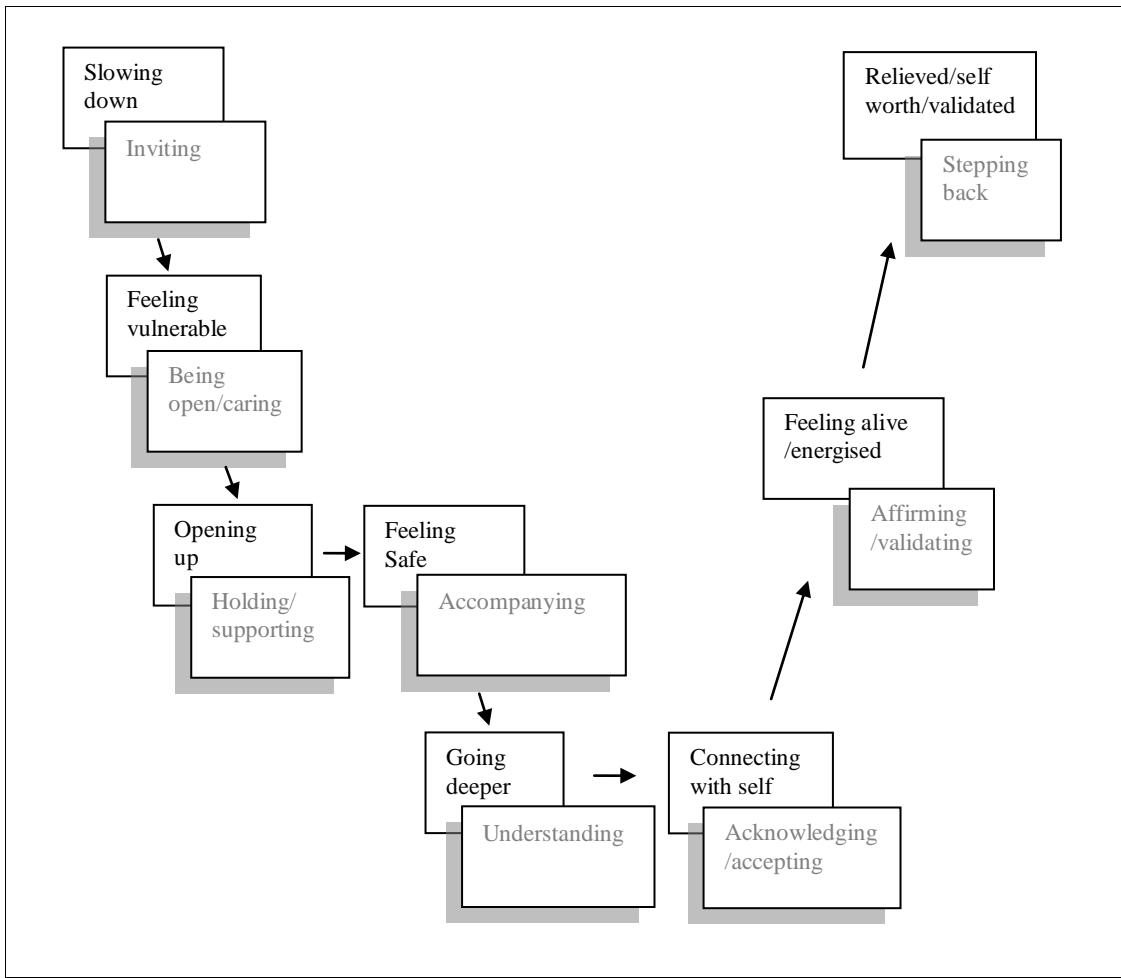 Slowing
down
Inviting
Feeling
vulnerable
Being
open/caring
Opening
up
Holding/
supporting
Feeling
Safe
Accompanying
Going
deeper
Understanding
Connecting
with self
Acknowledging
/accepting
Feeling alive
/energised
Affirming
/validating
Relieved/self
worth/validated
Stepping
back